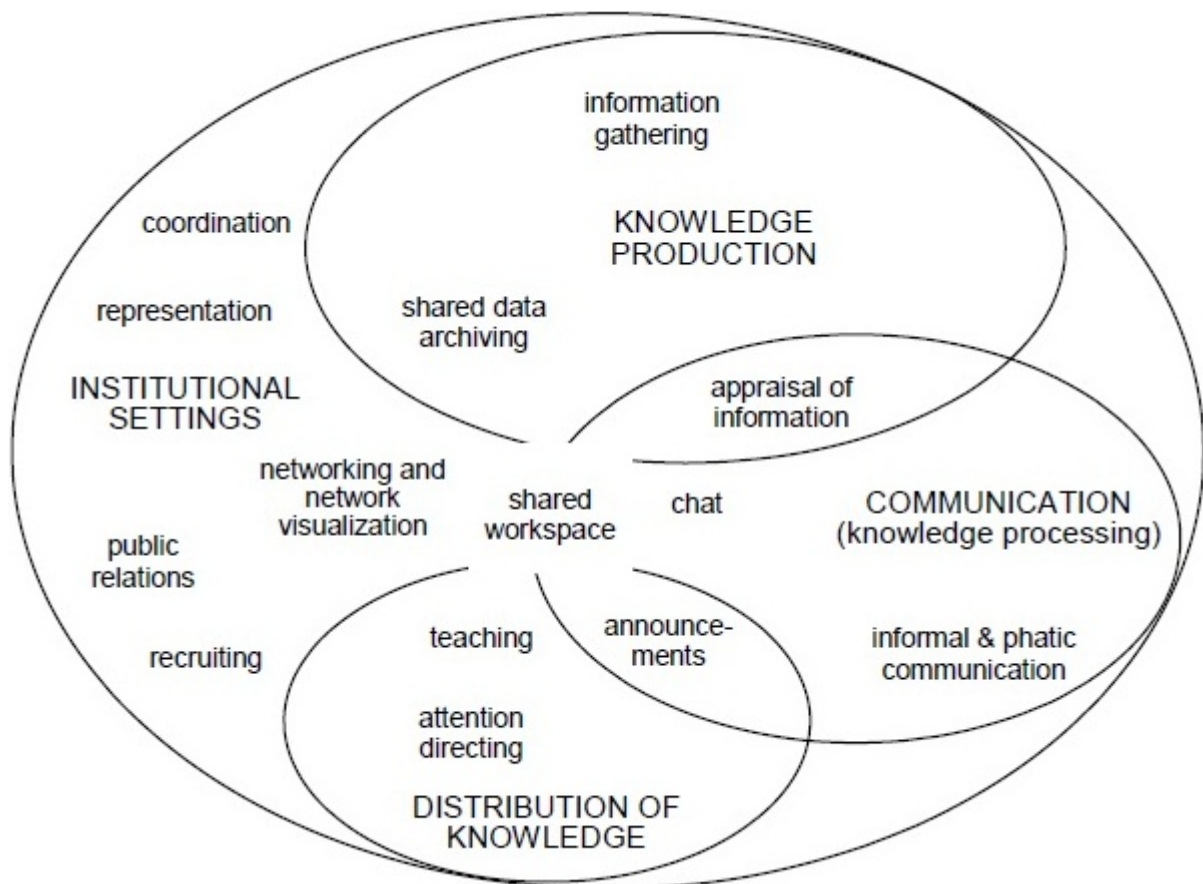 information
gathering
coordination
KNOWLEDGE
PRODUCTION
representation
shared data
archiving
INSTITUTIONAL
SETTINGS
appraisal of
information
networking and
network
visualization
shared
workspace
chat
COMMUNICATION
(knowledge processing)
public
relations
recruiting
teaching
announce-
ments
informal & phatic
communication
attention
directing
DISTRIBUTION OF
KNOWLEDGE